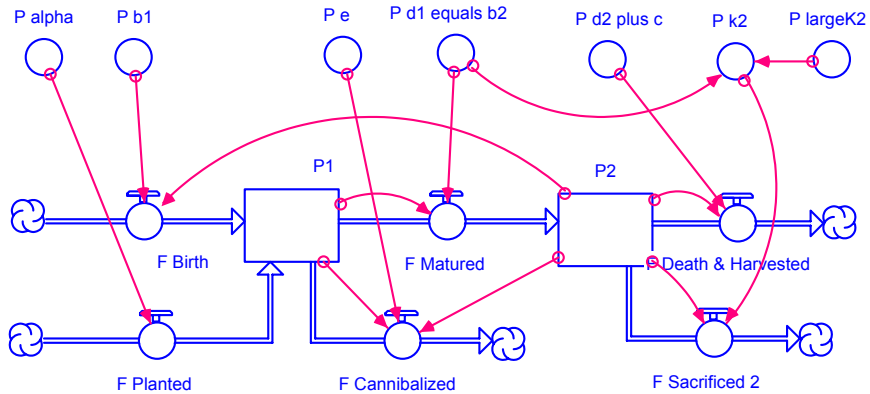 P alpha
P b1
P e
P d1 equals b2
P d2 plus c
P k2
P largeK2
P1
P2
F Birth
F Matured
F Death & Harvested
F Planted
F Cannibalized
F Sacrificed 2